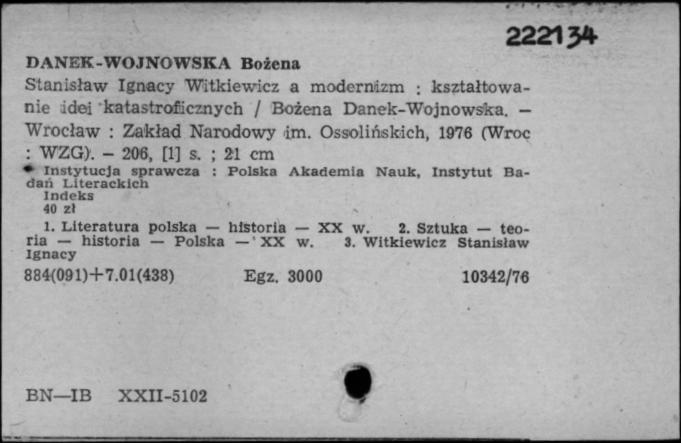 222134
DANEK-WOJNOWSKA Bożena
Stanisław Ignacy Witkiewicz a modernizm : kształtowa-
nie idei katastroficznych / Bożena Danek-Wojnowska. —
Wrocław : Zakład Narodowy im. Ossolińskich, 1976 (Wroc
: WZG). — 206, [1] s. ; 21 cm
Instytucja sprawcza : Polska Akademia Nauk, Instytut Ba-
dań Literackich
Indeks
40 zł
1. Literatura polska — historia — XX w. 2. Sztuka — teo-
ria — historia — Polska — XX w. 3. Witkiewicz Stanisław
Ignacy
884(091)+7.01(438) Egz. 3000 10342/76
BN—IB XXII-5102